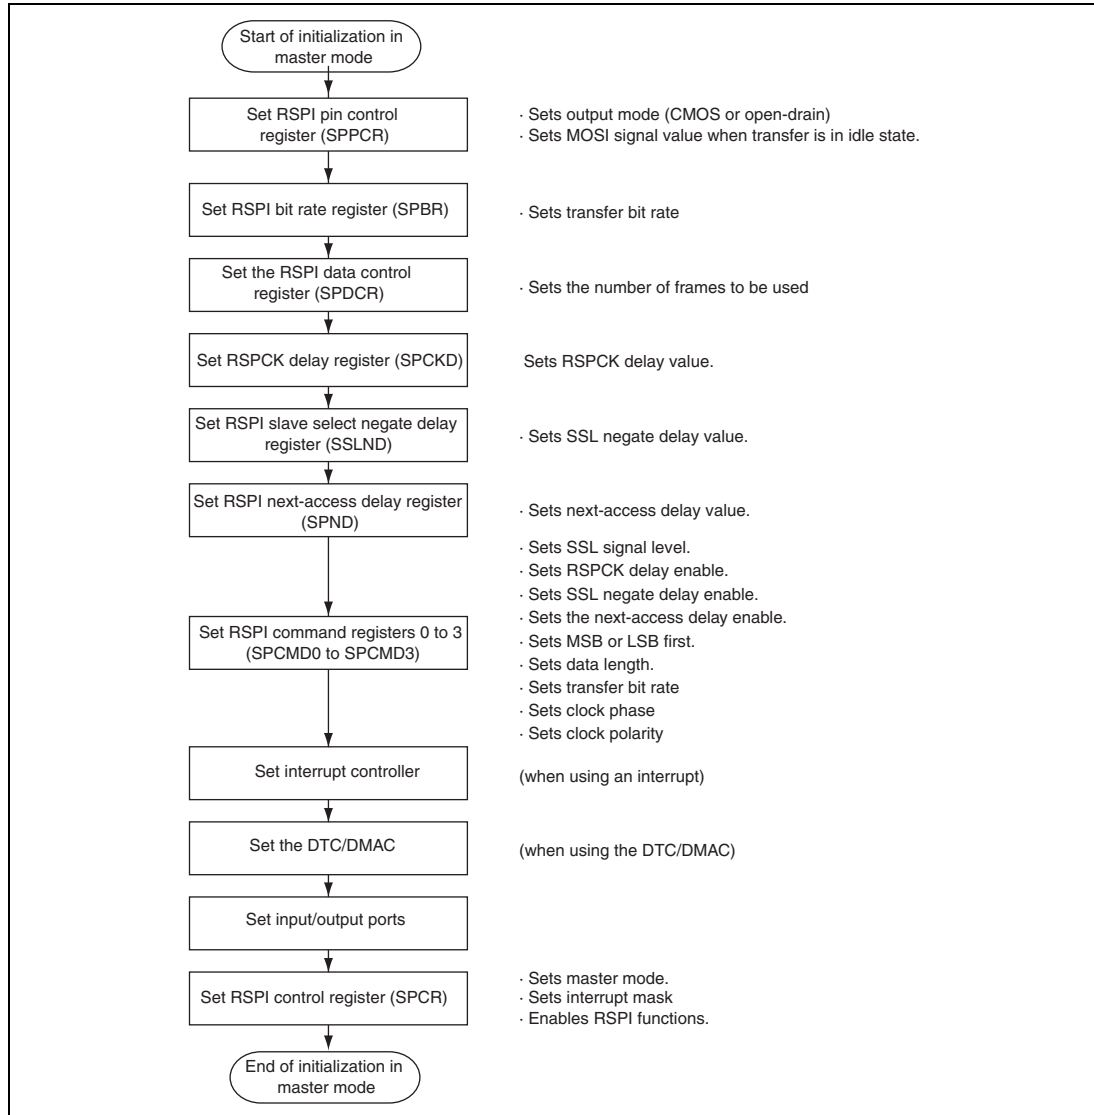 Start of initialization in
master mode
Set RSPI pin control
register (SPPCR)
· Sets output mode (CMOS or open-drain)
· Sets MOSI signal value when transfer is in idle state.
Set RSPI bit rate register (SPBR)
· Sets transfer bit rate
Set the RSPI data control
register (SPDCR)
· Sets the number of frames to be used
Set RSPCK delay register (SPCKD)
Sets RSPCK delay value.
Set RSPI slave select negate delay
register (SSLND)
· Sets SSL negate delay value.
Set RSPI next-access delay register
(SPND)
· Sets next-access delay value.
Set RSPI command registers 0 to 3
(SPCMD0 to SPCMD3)
· Sets SSL signal level.
· Sets RSPCK delay enable.
· Sets SSL negate delay enable.
· Sets the next-access delay enable.
· Sets MSB or LSB first.
· Sets data length.
· Sets transfer bit rate
· Sets clock phase
· Sets clock polarity
Set interrupt controller
(when using an interrupt)
Set the DTC/DMAC
(when using the DTC/DMAC)
Set input/output ports
Set RSPI control register (SPCR)
· Sets master mode.
· Sets interrupt mask
· Enables RSPI functions.
End of initialization in
master mode